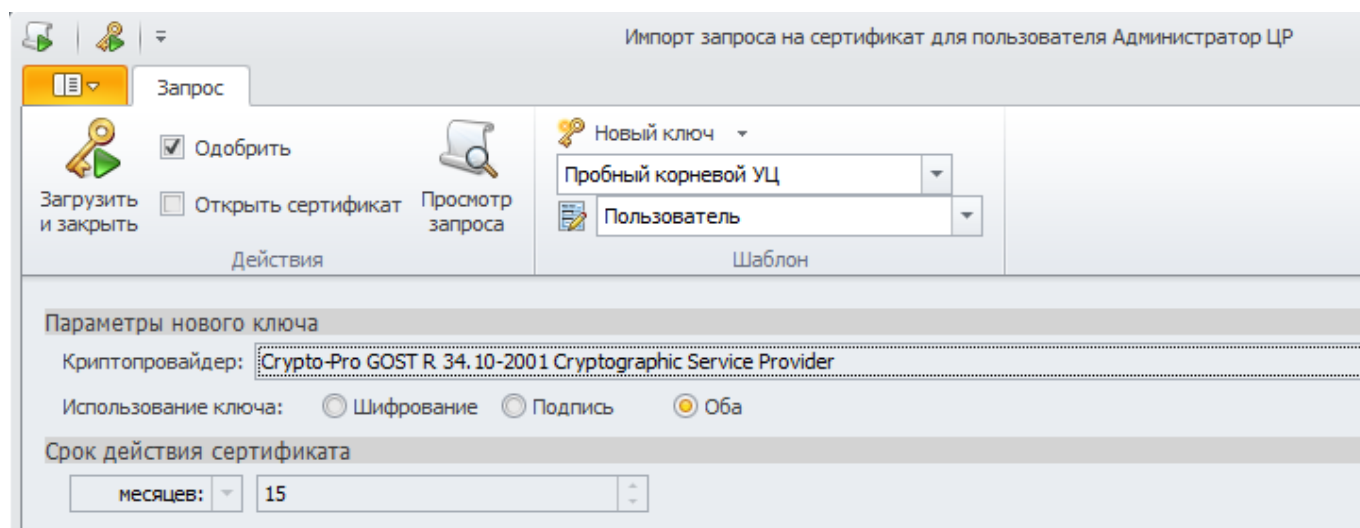 Импорт запроса на сертификат для пользователя Администратор ЦР
Запрос
Загрузить и закрыть
Одобрить
Открыть сертификат
Просмотр запроса
Действия
Новый ключ
Пробный корневой УЦ
Пользователь
Шаблон
Параметры нового ключа
Криптопровайдер: Crypto-Pro GOST R 34.10-2001 Cryptographic Service Provider
Использование ключа: Шифрование Подпись Оба
Срок действия сертификата
месяцев: 15